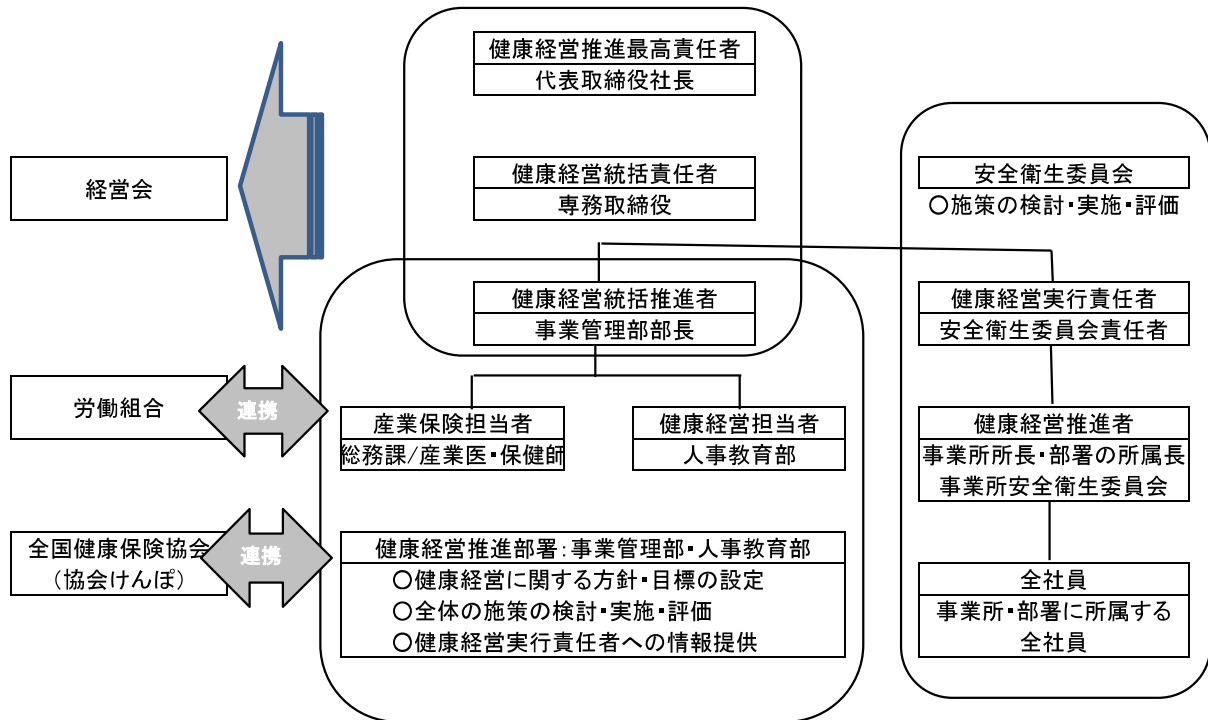 健康経営推進最高責任者
代表取締役社長
経営会
健康経営統括責任者
専務取締役
安全衛生委員会
〇施策の検討・実施・評価
健康経営統括推進者
事業管理部部長
健康経営実行責任者
安全衛生委員会責任者
労働組合
連携
産業保険担当者
総務課/産業医・保健師
健康経営担当者
人事教育部
健康経営推進者
事業所所長・部署の所属長
事業所安全衛生委員会
全国健康保険協会
（協会けんぽ）
連携
健康経営推進部署：事業管理部・人事教育部
〇健康経営に関する方針・目標の設定
〇全体の施策の検討・実施・評価
〇健康経営実行責任者への情報提供
全社員
事業所・部署に所属する
全社員